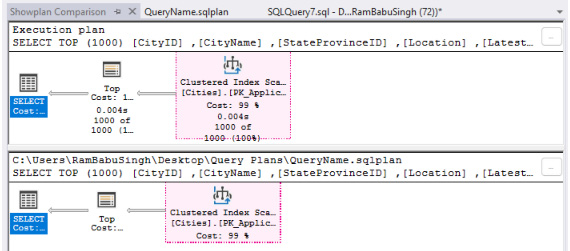 Showplan Comparison QueryName.sqlplan SQLQuery7.sql - D...RamBabuSingh (72))*
Execution plan
SELECT TOP (1000) [CityID] ,[CityName] ,[StateProvinceID] ,[Location] ,[Latest…
...
SELECT
Cost:…
Top
Cost: 1…
0.004s
1000 of
1000 (1…
Clustered Index Sca…
[Cities].[PK_Applic…
Cost: 99 %
0.004s
1000 of
1000 (100%)
C:\Users\RamBabuSingh\Desktop\Query Plans\QueryName.sqlplan
SELECT TOP (1000) [CityID] ,[CityName] ,[StateProvinceID] ,[Location] ,[Latest…
...
SELECT
Cost:…
Top
Cost:…
Clustered Index Sca…
[Cities].[PK_Applic…
Cost: 99 %